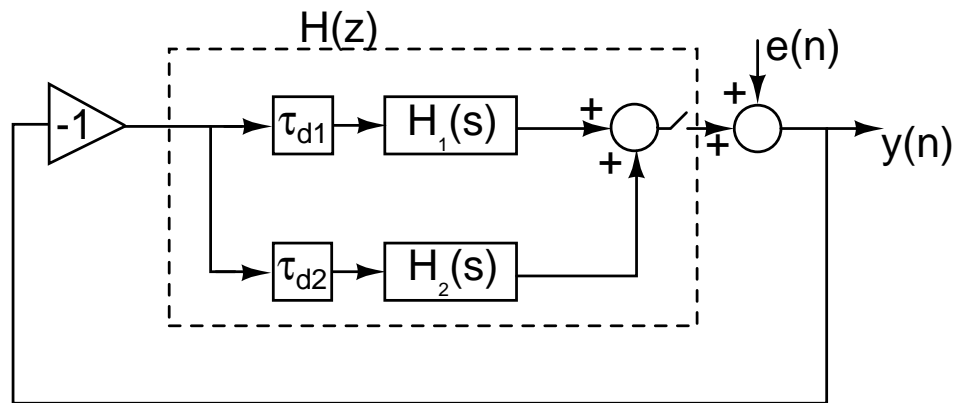 H(z)
e(n)
-1
τd1
H1(s)
+
+
+
+
y(n)
τd2
H2(s)